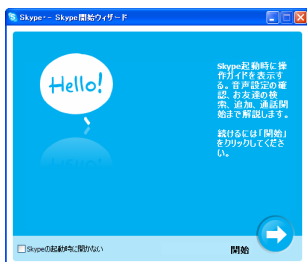 Skype™ - Skype開始ウィザード
Hello!
Skype起動時に操
作ガイドを表示す
る。音声設定の確
認、お友達の検
索、追加、通話開
始まで解説します。
続けるには「開始」
をクリックしてくださ
い。
Skypeの起動時に開かない
開始